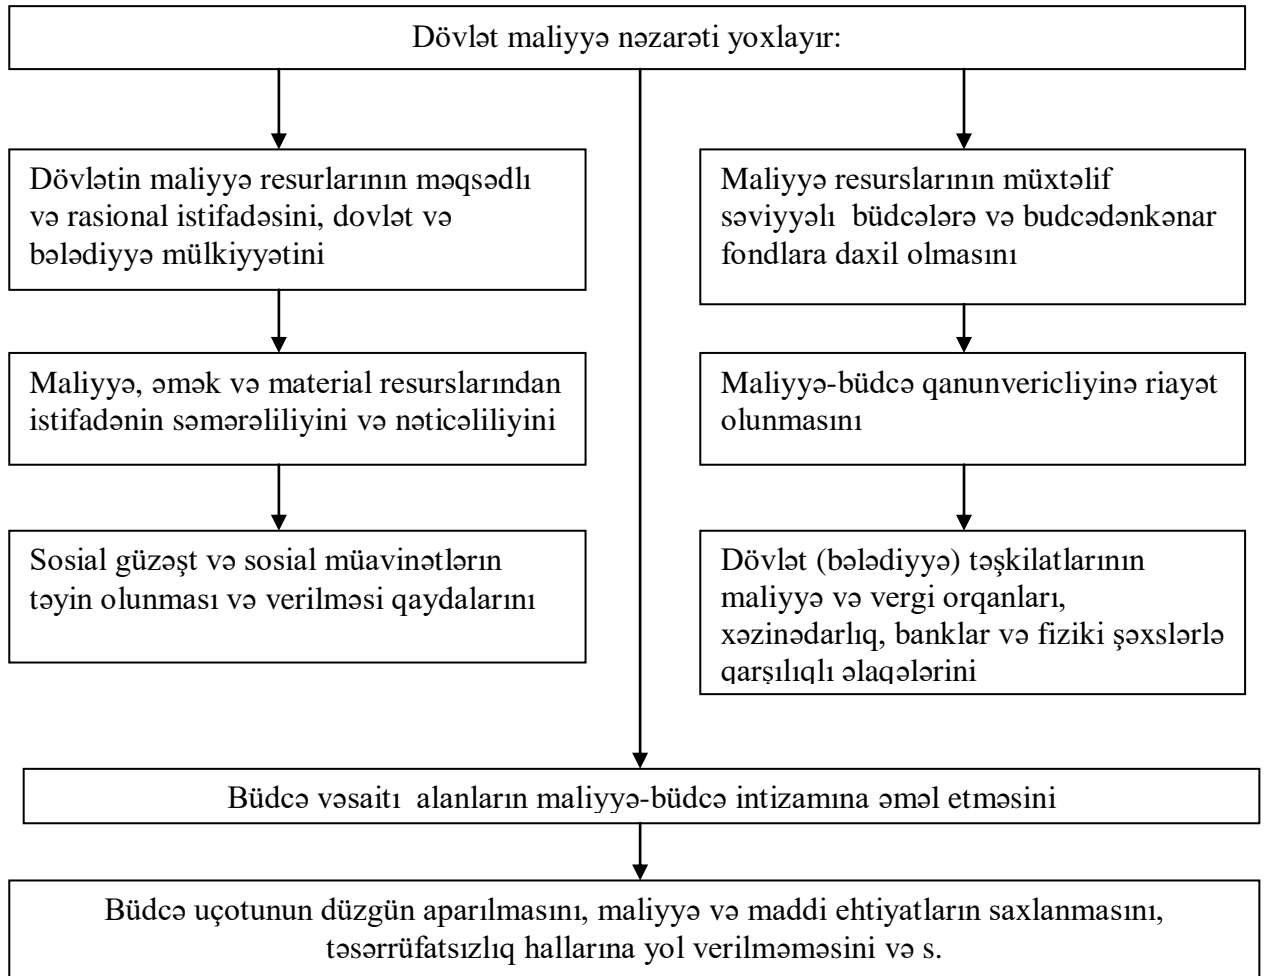 Dövlət maliyyə nəzarəti yoxlayır:
Dövlətin maliyyə resurlarının məqsədlı
və rasional istifadəsini, dovlət və
bələdiyyə mülkiyyətini
Maliyyə, əmək və material resurslarından
istifadənin səmərəliliyini və nəticəliliyini
Sosial güzəşt və sosial müavinətlərın
təyin olunması və verilməsi qaydalarını
Maliyyə resurslarının müxtəlif
səviyyəlı büdcələrə və budcədənkənar
fondlara daxil olmasını
Maliyyə-büdcə qanunvericliyinə riayət
olunmasını
Dövlət (bələdiyyə) təşkilatlarının
maliyyə və vergi orqanları,
xəzinədarlıq, banklar və fiziki şəxslərlə
qarşılıqlı əlaqələrini
Büdcə vəsaitı alanların maliyyə-büdcə intizamına əməl etməsini
Büdcə uçotunun düzgün aparılmasını, maliyyə və maddi ehtiyatların saxlanmasını,
təsərrüfatsızlıq hallarına yol verilməməsini və s.